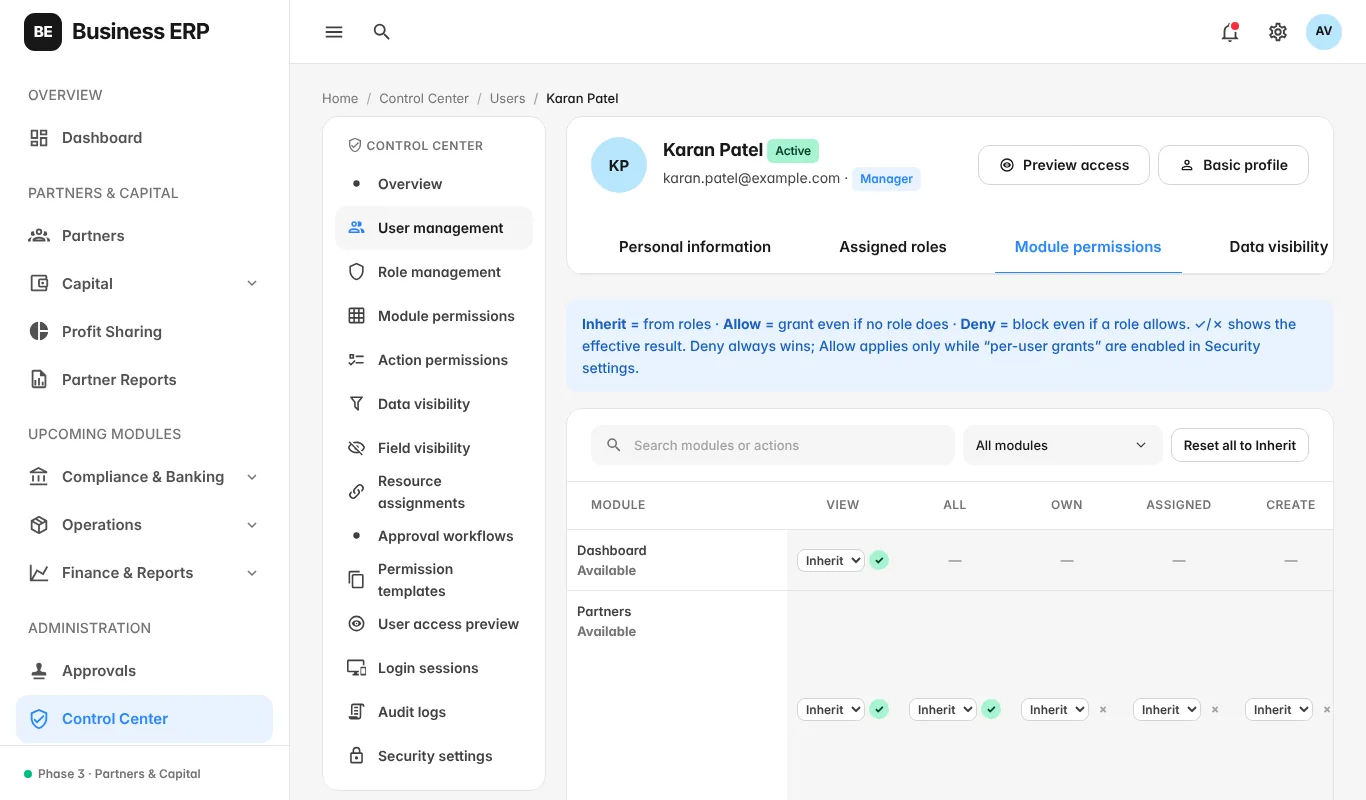 BE Business ERP
OVERVIEW
Dashboard
PARTNERS & CAPITAL
Partners
Capital
Profit Sharing
Partner Reports
UPCOMING MODULES
Compliance & Banking
Operations
Finance & Reports
ADMINISTRATION
Approvals
Control Center
Phase 3 · Partners & Capital
AV
Home / Control Center / Users / Karan Patel
CONTROL CENTER
Overview
User management
Role management
Module permissions
Action permissions
Data visibility
Field visibility
Resource
assignments
Approval workflows
Permission
templates
User access preview
Login sessions
Audit logs
Security settings
KP
Karan Patel Active
karan.patel@example.com · Manager
Preview access
Basic profile
Personal information Assigned roles Module permissions Data visibility
Inherit = from roles · Allow = grant even if no role does · Deny = block even if a role allows. ✓/× shows the
effective result. Deny always wins; Allow applies only while “per-user grants” are enabled in Security
settings.
Search modules or actions
All modules
Reset all to Inherit
MODULE VIEW ALL OWN ASSIGNED CREATE
Dashboard
Available
Inherit ✓ — — — —
Partners
Available
Inherit ✓ Inherit ✓ Inherit × Inherit × Inherit ×